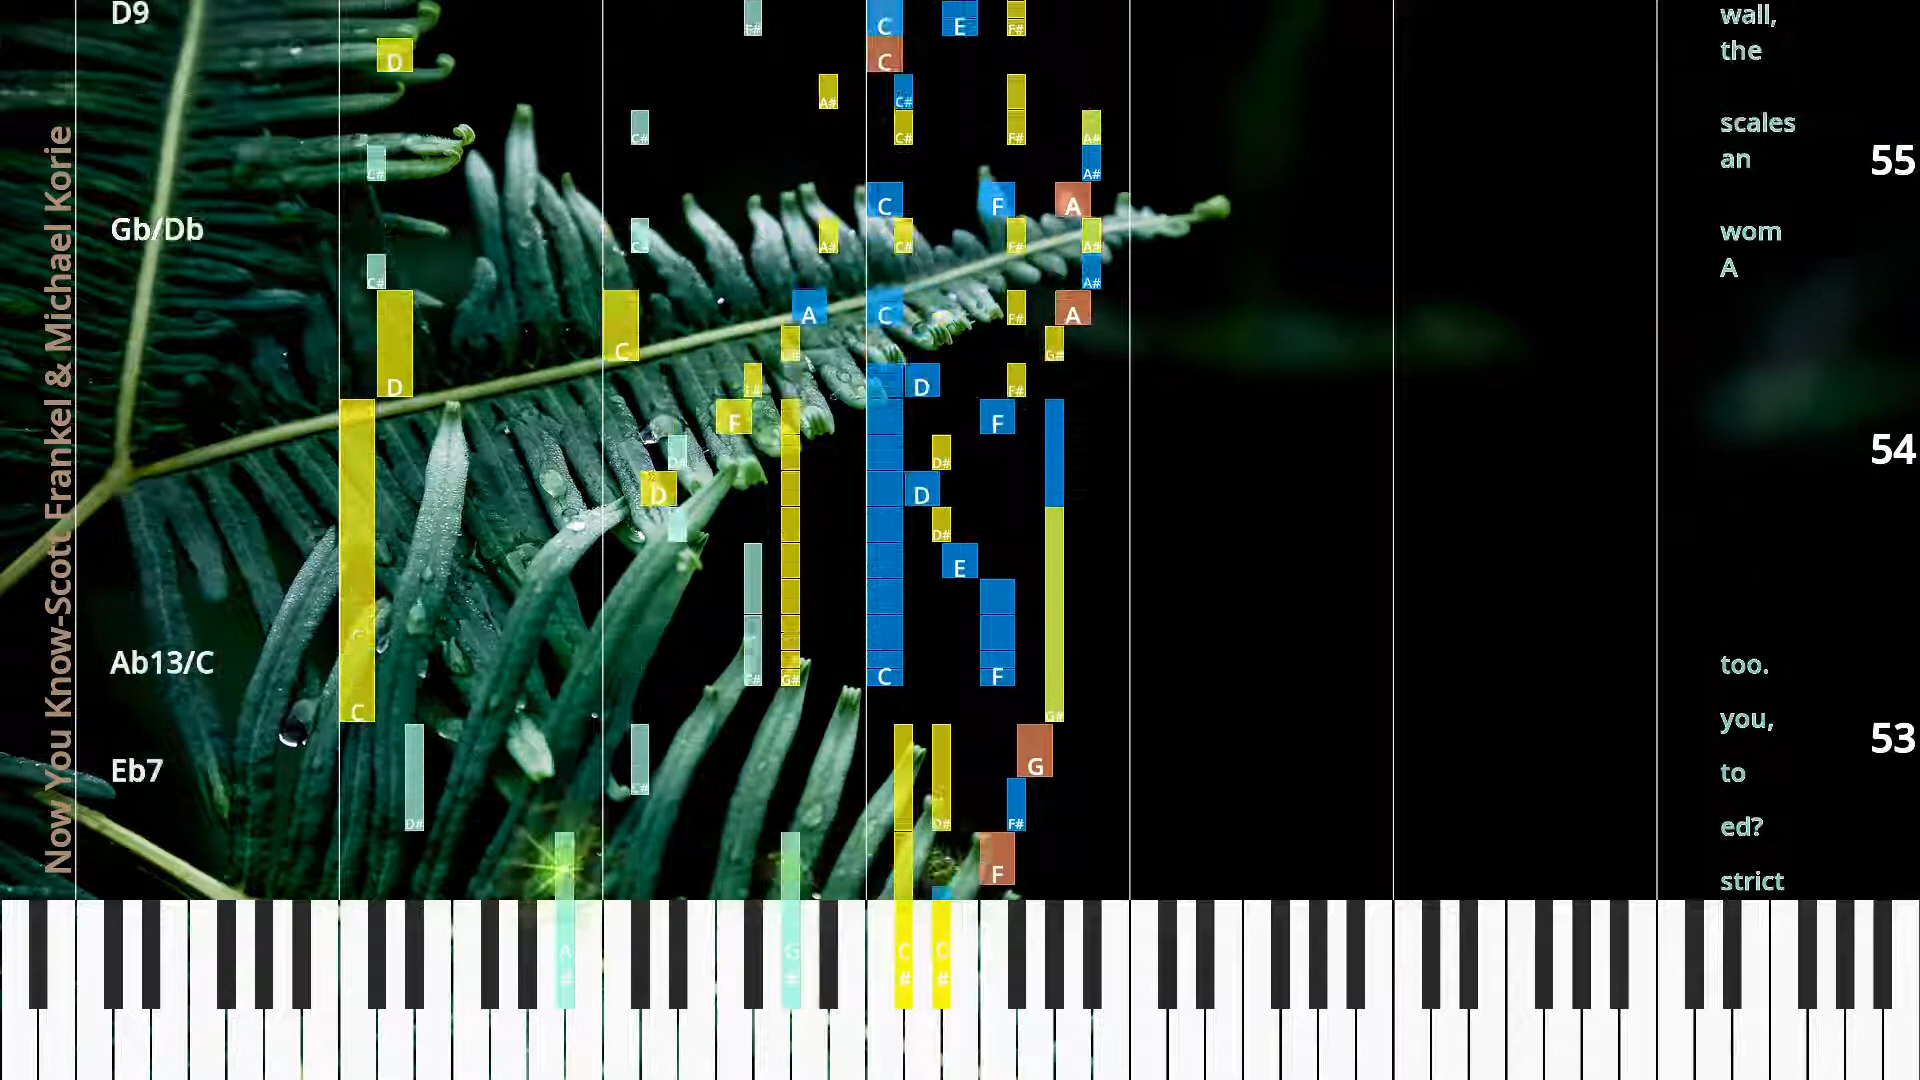 D9
Gb/Db
Ab13/C
Eb7
Now You Know-Scott Frankel & Michael Korie
C E F#
D C
A# C#
C# C# F# A#
C# A#
C F A
A# C# F# A#
C# A#
A C F# A
C G#
D D F#
F F
D#
D D
D#
E
F# G# C F
C G#
G
D# C# D# F#
F
A# G# C# D#
wall,
the
scales
an
wom
A
too.
you,
to
ed?
strict
55
54
53